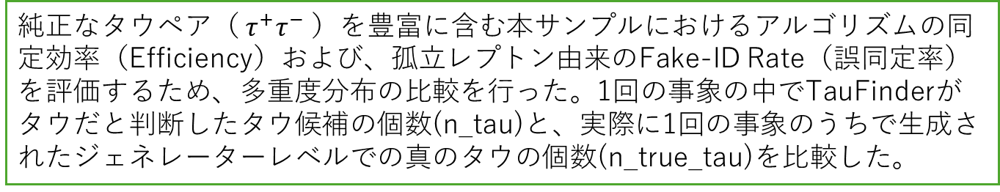 純正なタウペア（ τ⁺τ⁻ ）を豊富に含む本サンプルにおけるアルゴリズムの同
定効率（Efficiency）および、孤立レプトン由来のFake-ID Rate（誤同定率）
を評価するため、多重度分布の比較を行った。1回の事象の中でTauFinderが
タウだと判断したタウ候補の個数(n_tau)と、実際に1回の事象のうちで生成さ
れたジェネレーターレベルでの真のタウの個数(n_true_tau)を比較した。